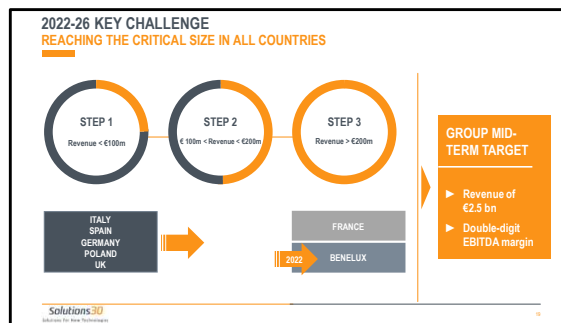 2022-26 KEY CHALLENGE
REACHING THE CRITICAL SIZE IN ALL COUNTRIES
STEP 1
Revenue < €100m
STEP 2
€ 100m < Revenue < €200m
STEP 3
Revenue > €200m
GROUP MID-
TERM TARGET
► Revenue of
€2.5 bn
► Double-digit
EBITDA margin
ITALY
SPAIN
GERMANY
POLAND
UK
FRANCE
2022
BENELUX
Solutions30
Solutions For New Technologies